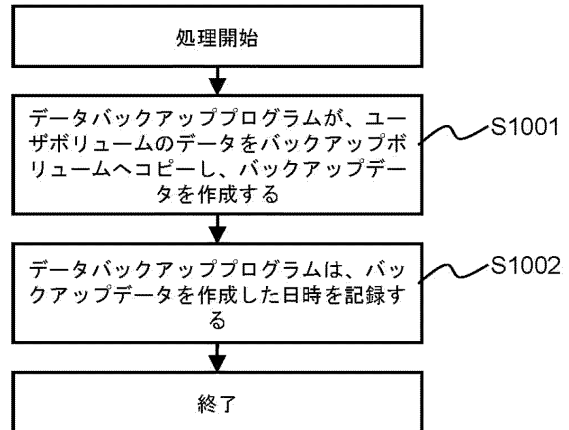 処理開始
データバックアッププログラムが、ユー
ザボリュームのデータをバックアップボ
リュームへコピーし、バックアップデー
タを作成する
S1001
データバックアッププログラムは、バッ
クアップデータを作成した日時を記録す
る
S1002
終了